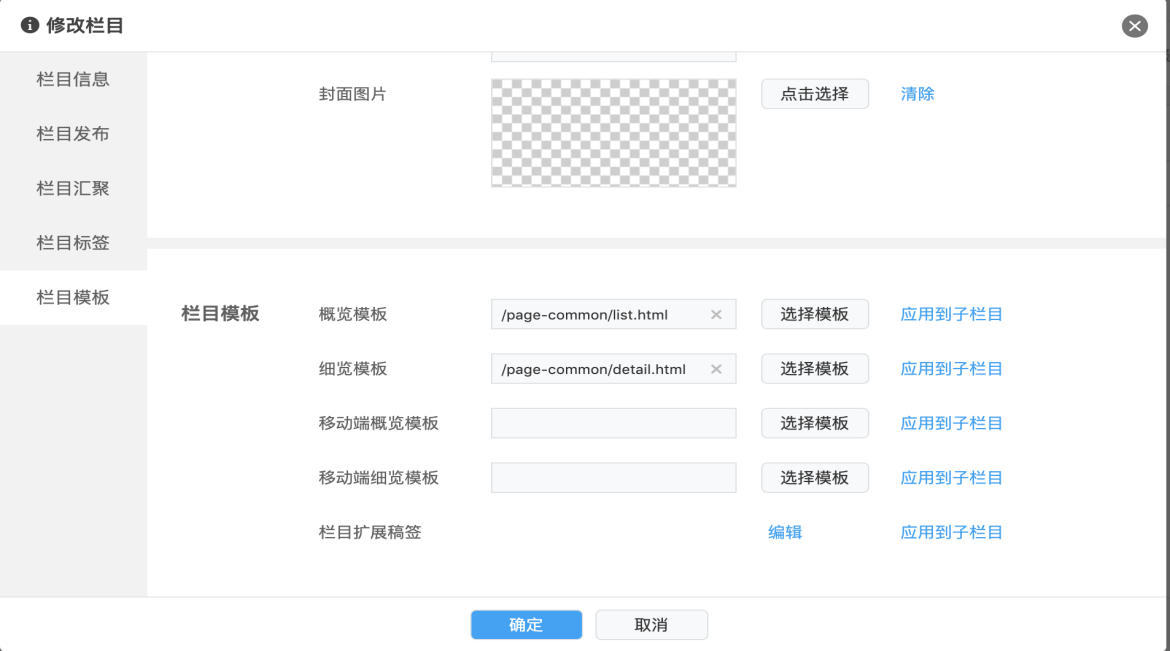 修改栏目
栏目信息
栏目发布
栏目汇聚
栏目标签
栏目模板
封面图片 点击选择 清除
栏目模板 概览模板 /page-common/list.html 选择模板 应用到子栏目
细览模板 /page-common/detail.html 选择模板 应用到子栏目
移动端概览模板 选择模板 应用到子栏目
移动端细览模板 选择模板 应用到子栏目
栏目扩展稿签 编辑 应用到子栏目
确定 取消